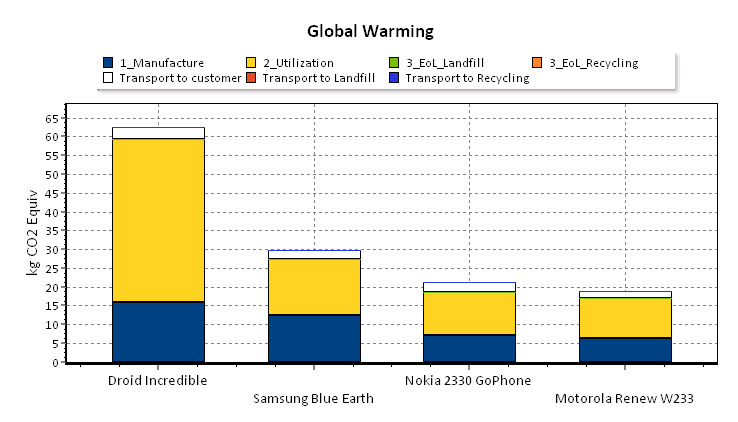 Global Warming
1_Manufacture 2_Utilization 3_EoL_Landfill 3_EoL_Recycling
Transport to customer Transport to Landfill Transport to Recycling
kg CO2 Equiv
65
60
55
50
45
40
35
30
25
20
15
10
5
0
Droid Incredible Nokia 2330 GoPhone
Samsung Blue Earth Motorola Renew W233